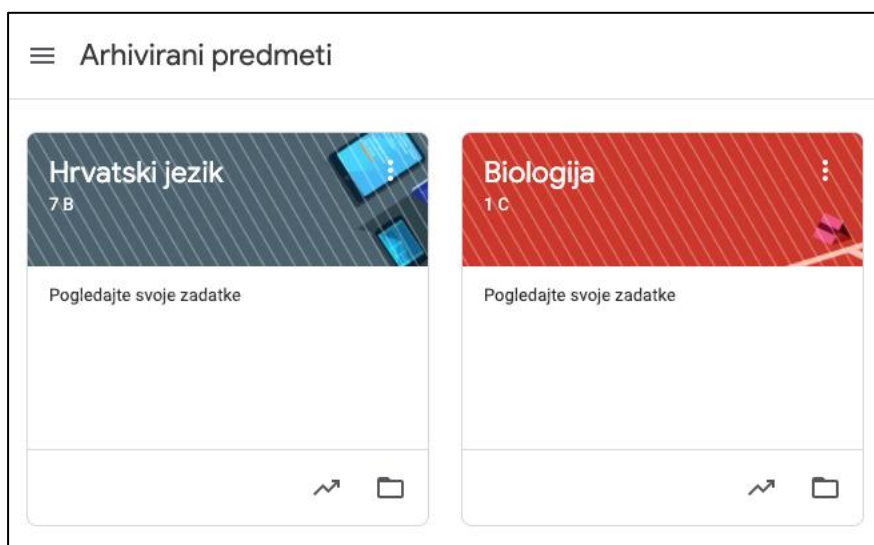 Arhivirani predmeti
Hrvatski jezik
7 B
Pogledajte svoje zadatke
Biologija
1 C
Pogledajte svoje zadatke